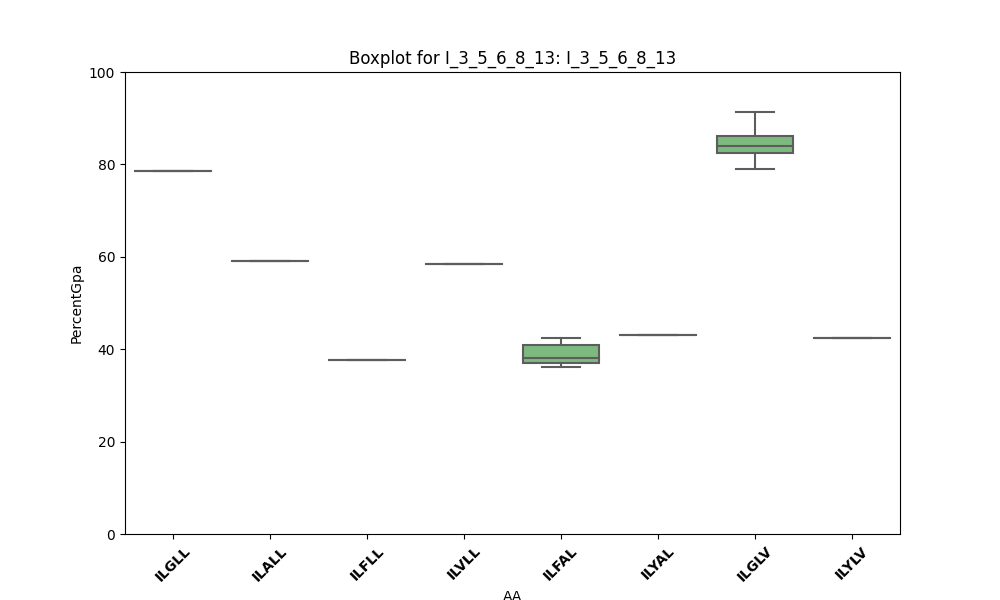 Boxplot for I_3_5_6_8_13: I_3_5_6_8_13
100
80
60
40
20
0
PercentGpa
ILGLL ILALL ILFLL ILVLL ILFAL ILYAL ILGLV ILYLV
AA